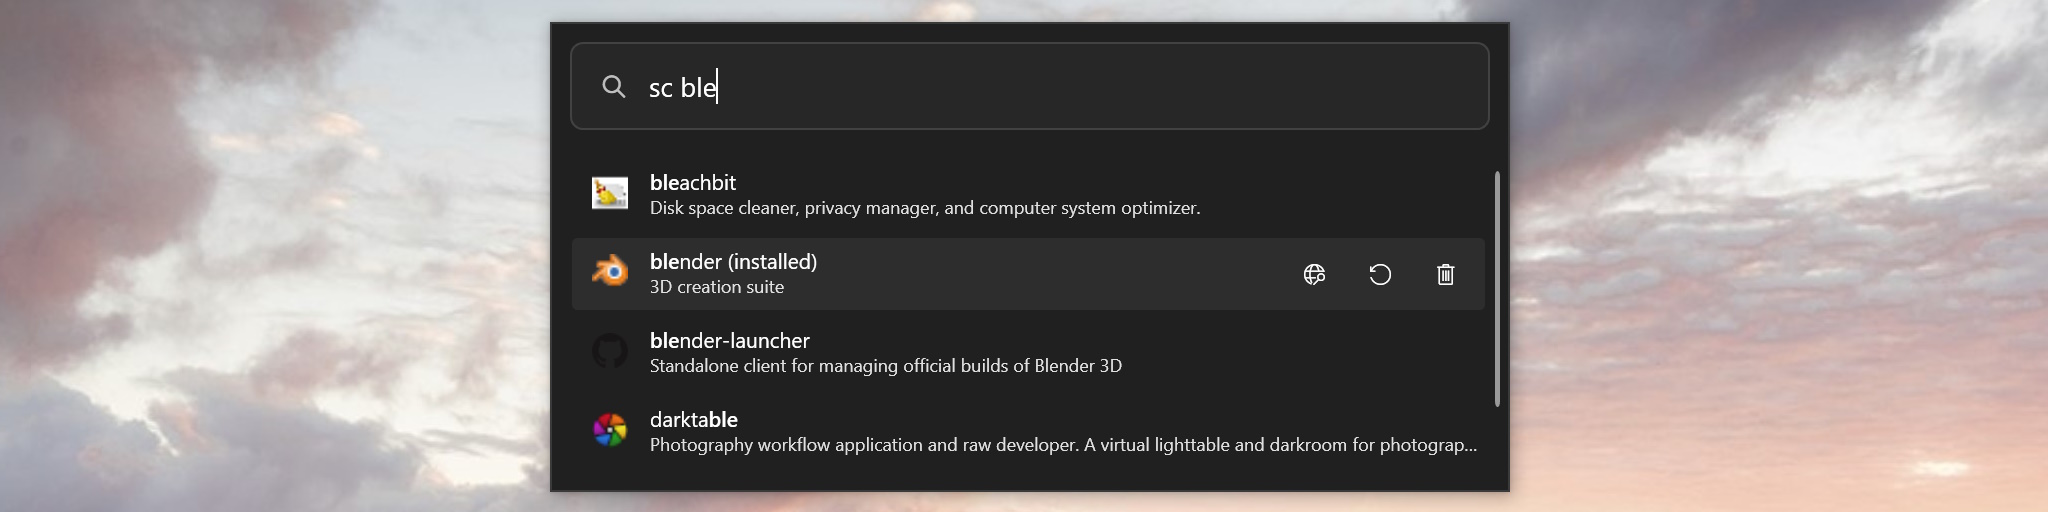 sc ble
bleachbit
Disk space cleaner, privacy manager, and computer system optimizer.
blender (installed)
3D creation suite
blender-launcher
Standalone client for managing official builds of Blender 3D
darktable
Photography workflow application and raw developer. A virtual lighttable and darkroom for photograp...